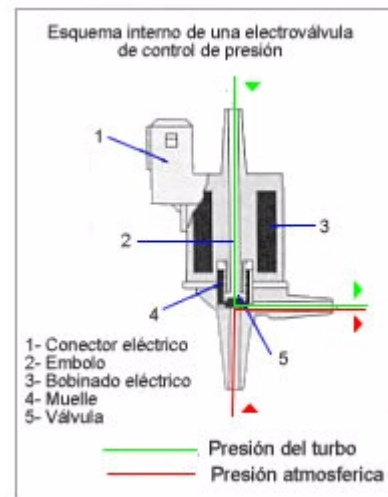 Esquema interno de una electroválvula
de control de presión
1
2
3
4
5
1- Conector eléctrico
2- Embolo
3- Bobinado eléctrico
4- Muelle
5- Válvula
Presión del turbo
Presión atmosferica